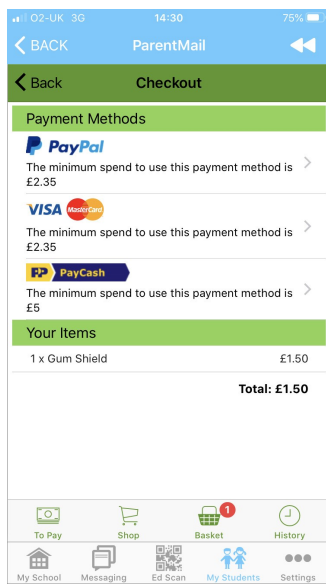 O2-UK 3G 14:30 75%
BACK ParentMail
Back Checkout
Payment Methods
PayPal
The minimum spend to use this payment method is
£2.35
VISA MasterCard
The minimum spend to use this payment method is
£2.35
PP PayCash
The minimum spend to use this payment method is
£5
Your Items
1 x Gum Shield £1.50
Total: £1.50
1
To Pay Shop Basket History
My School Messaging Ed Scan My Students Settings